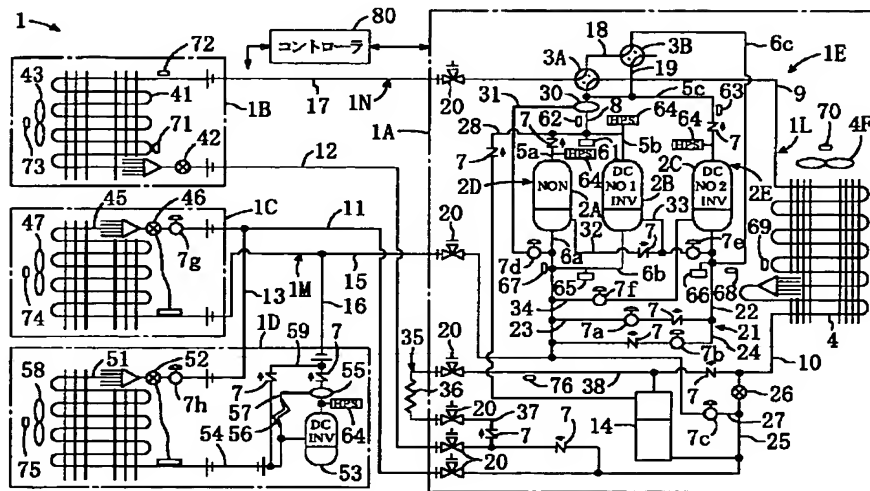 1
80
コントローラ
72
43
41
1B
17
1N
71
73
42
12
20
1A
31
28
3A
18
3B
6c
1E
30
8
64
19
5c
63
9
62
64
70
4F
7
7
5a
61
5b
HPS
HPS
HPS
64
7
1L
2D
NON
2A
DC NO 1 INV
2B
2C
DC NO 2 INV
2E
33
45
46
1C
11
20
47
7g
13
1M
15
74
16
32
7
7e
69
7d
6a
6b
67
65
7f
66
68
34
22
4
23
7a
7
21
24
7
7b
1D
59
7
35
20
10
51
52
58
7h
7
57
55
56
HPS
64
DC INV
53
75
54
36
76
38
7
26
20
37
7
7
14
7c
27
25
20